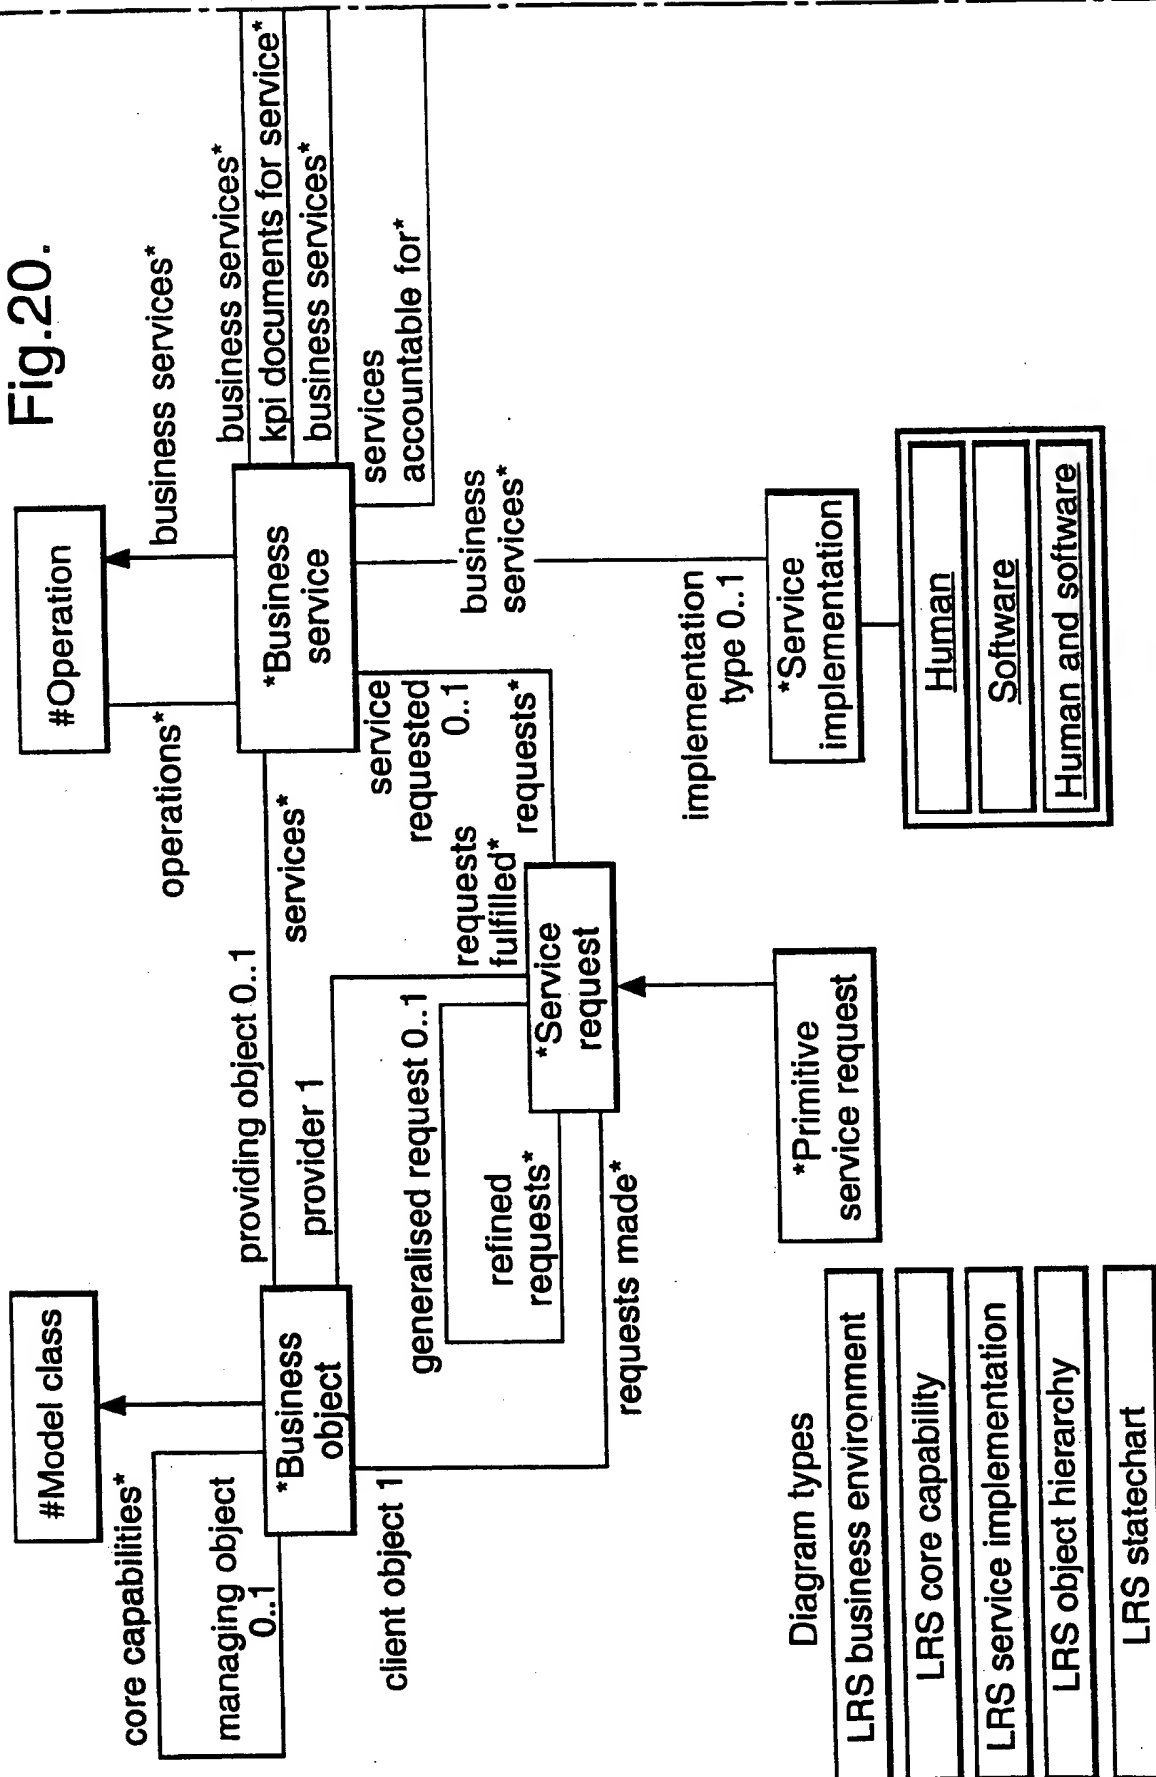 Fig.20.
#Model class
#Operation
core capabilities*
managing object
0..1
operations*
business services*
*Business
object
providing object 0..1
services*
*Business
service
business services*
kpi documents for service*
business services*
services
accountable for*
client object 1
provider 1
generalised request 0..1
requests
fulfilled*
service
requested
0..1
requests*
business
services*
refined
requests*
*Service
request
requests made*
implementation
type 0..1
*Service
implementation
*Primitive
service request
Human
Software
Human and software
Diagram types
LRS business environment
LRS core capability
LRS service implementation
LRS object hierarchy
LRS statechart